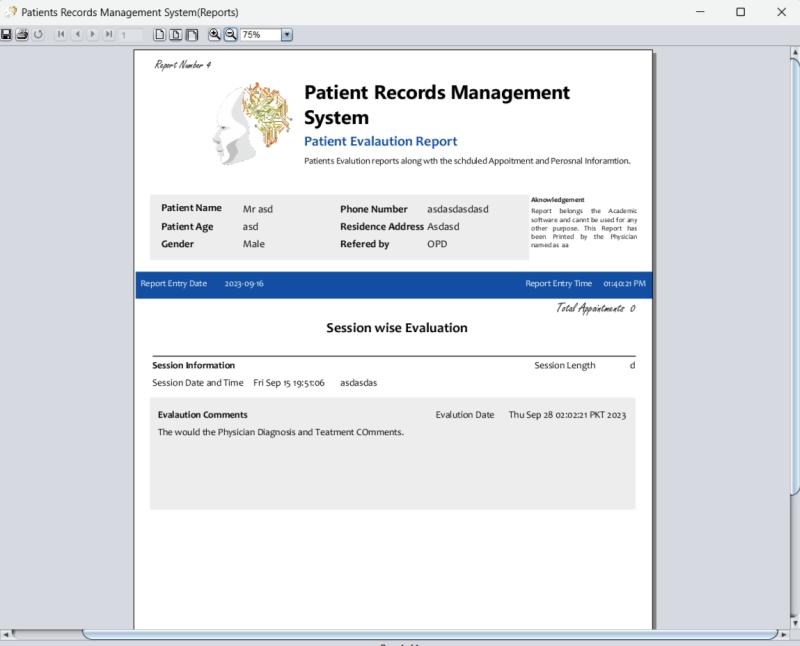 Patients Records Management System(Reports)
1
75%
Report Number 4
Patient Records Management
System
Patient Evalaution Report
Patients Evalution reports along wth the schduled Appoitment and Perosnal Inforamtion.
Patient Name Mr asd Phone Number asdasdasdasd
Patient Age asd Residence Address Asdasd
Gender Male Refered by OPD
Aknowledgement
Report belongs the Academic
software and cannt be used for any
other purpose. This Report has
been Printed by the Physician
named as aa
Report Entry Date 2023-09-16 Report Entry Time 01:40:21 PM
Total Appointments 0
Session wise Evaluation
Session Information Session Length d
Session Date and Time Fri Sep 15 19:51:06 asdasdas
Evalaution Comments Evalution Date Thu Sep 28 02:02:21 PKT 2023
The would the Physician Diagnosis and Teatment COmments.